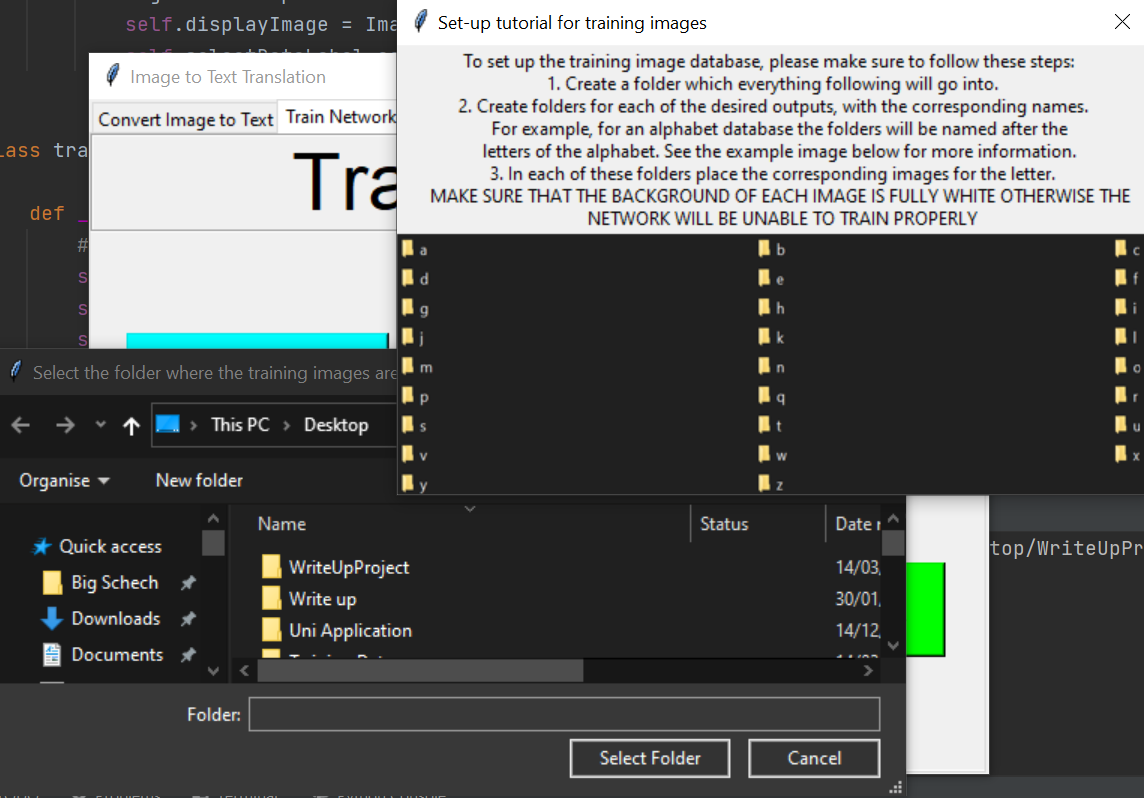 self.displayImage = Ima
Set-up tutorial for training images
Image to Text Translation
Convert Image to Text
Train Network
Tra
lass tra
def
#
s
s
s
To set up the training image database, please make sure to follow these steps:
1. Create a folder which everything following will go into.
2. Create folders for each of the desired outputs, with the corresponding names.
For example, for an alphabet database the folders will be named after the
letters of the alphabet. See the example image below for more information.
3. In each of these folders place the corresponding images for the letter.
MAKE SURE THAT THE BACKGROUND OF EACH IMAGE IS FULLY WHITE OTHERWISE THE
NETWORK WILL BE UNABLE TO TRAIN PROPERLY
a b c
d e f
g h i
j k l
m n o
p q r
s t u
v w x
y z
Select the folder where the training images are
This PC > Desktop
Organise
New folder
Name Status Date
Quick access
Big Schech
Downloads
Documents
WriteUpProject 14/03,
Write up 30/01,
Uni Application 14/12,
top/WriteUpPr
Folder:
Select Folder
Cancel